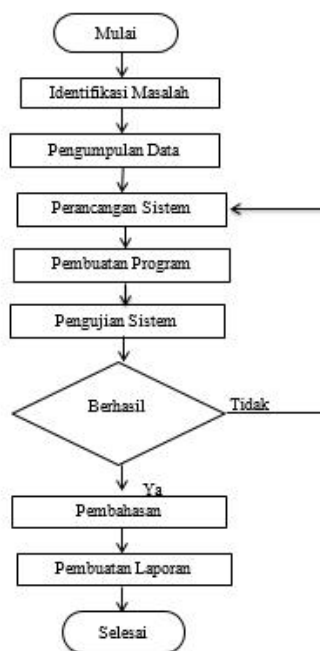 Mulai
Identifikasi Masalah
Pengumpulan Data
Perancangan Sistem
Pembuatan Program
Pengujian Sistem
Berhasil
Tidak
Ya
Pembahasan
Pembuatan Laporan
Selesai